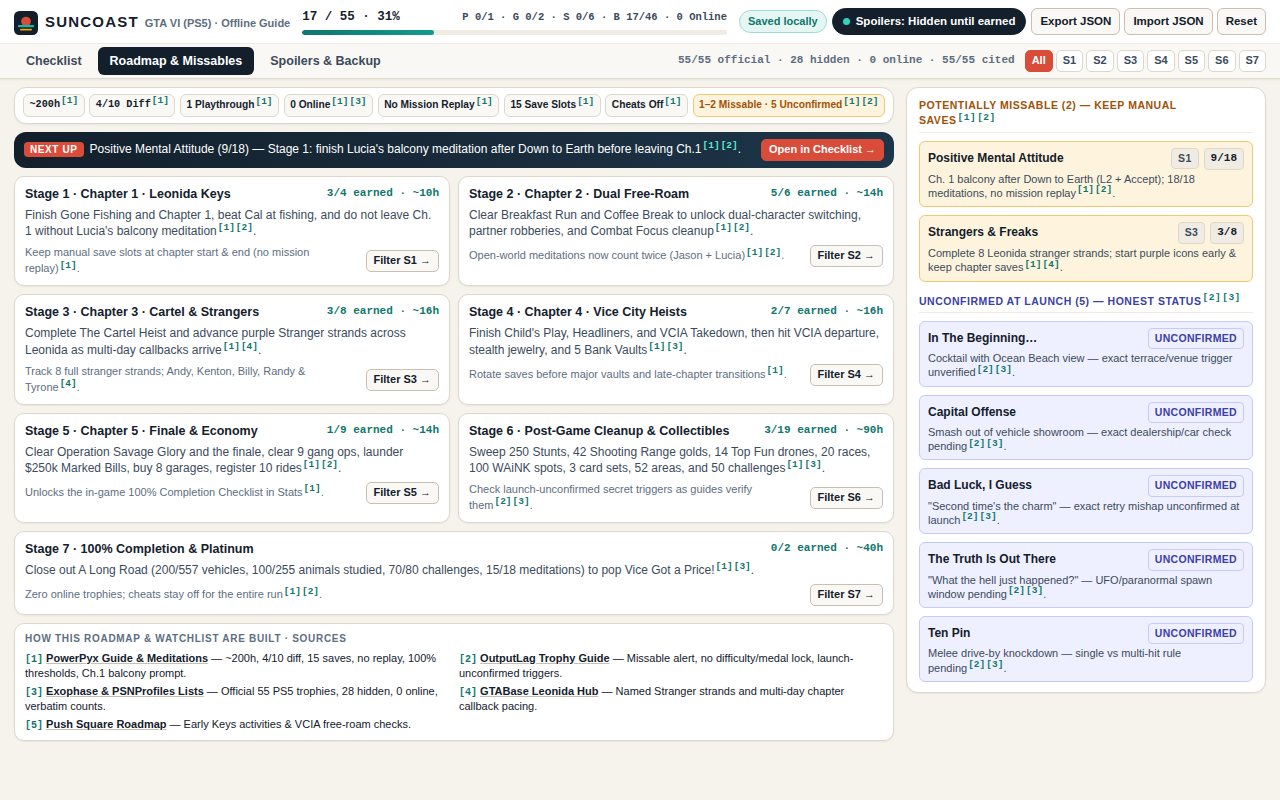 SUNCOAST GTA VI (PS5) · Offline Guide
17 / 55 · 31%
P 0/1 · G 0/2 · S 0/6 · B 17/46 · 0 Online
Saved locally
Spoilers: Hidden until earned
Export JSON
Import JSON
Reset
Checklist
Roadmap & Missables
Spoilers & Backup
55/55 official · 28 hidden · 0 online · 55/55 cited
All S1 S2 S3 S4 S5 S6 S7
~200h[1]
4/10 Diff[1]
1 Playthrough[1]
0 Online[1][3]
No Mission Replay[1]
15 Save Slots[1]
Cheats Off[1]
1–2 Missable · 5 Unconfirmed[1][2]
NEXT UP Positive Mental Attitude (9/18) — Stage 1: finish Lucia's balcony meditation after Down to Earth before leaving Ch.1[1][2].
Open in Checklist →
Stage 1 · Chapter 1 · Leonida Keys
3/4 earned · ~10h
Finish Gone Fishing and Chapter 1, beat Cal at fishing, and do not leave Ch.
1 without Lucia's balcony meditation[1][2].
Keep manual save slots at chapter start & end (no mission
replay)[1].
Filter S1 →
Stage 2 · Chapter 2 · Dual Free-Roam
5/6 earned · ~14h
Clear Breakfast Run and Coffee Break to unlock dual-character switching,
partner robberies, and Combat Focus cleanup[1][2].
Open-world meditations now count twice (Jason + Lucia)[1][2].
Filter S2 →
Stage 3 · Chapter 3 · Cartel & Strangers
3/8 earned · ~16h
Complete The Cartel Heist and advance purple Stranger strands across
Leonida as multi-day callbacks arrive[1][4].
Track 8 full stranger strands; Andy, Kenton, Billy, Randy &
Tyrone[4].
Filter S3 →
Stage 4 · Chapter 4 · Vice City Heists
2/7 earned · ~16h
Finish Child's Play, Headliners, and VCIA Takedown, then hit VCIA departure,
stealth jewelry, and 5 Bank Vaults[1][3].
Rotate saves before major vaults and late-chapter transitions[1].
Filter S4 →
Stage 5 · Chapter 5 · Finale & Economy
1/9 earned · ~14h
Clear Operation Savage Glory and the finale, clear 9 gang ops, launder
$250k Marked Bills, buy 8 garages, register 10 rides[1][2].
Unlocks the in-game 100% Completion Checklist in Stats[1].
Filter S5 →
Stage 6 · Post-Game Cleanup & Collectibles
3/19 earned · ~90h
Sweep 250 Stunts, 42 Shooting Range golds, 14 Top Fun drones, 20 races,
100 WAiNK spots, 3 card sets, 52 areas, and 50 challenges[1][3].
Check launch-unconfirmed secret triggers as guides verify
them[2][3].
Filter S6 →
Stage 7 · 100% Completion & Platinum
0/2 earned · ~40h
Close out A Long Road (200/557 vehicles, 100/255 animals studied, 70/80 challenges, 15/18 meditations) to pop Vice Got a Price![1][3].
Zero online trophies; cheats stay off for the entire run[1][2].
Filter S7 →
HOW THIS ROADMAP & WATCHLIST ARE BUILT · SOURCES
[1] PowerPyx Guide & Meditations — ~200h, 4/10 diff, 15 saves, no replay, 100%
thresholds, Ch.1 balcony prompt.
[2] OutputLag Trophy Guide — Missable alert, no difficulty/medal lock, launch-
unconfirmed triggers.
[3] Exophase & PSNProfiles Lists — Official 55 PS5 trophies, 28 hidden, 0 online,
verbatim counts.
[4] GTABase Leonida Hub — Named Stranger strands and multi-day chapter
callback pacing.
[5] Push Square Roadmap — Early Keys activities & VCIA free-roam checks.
POTENTIALLY MISSABLE (2) — KEEP MANUAL
SAVES[1][2]
Positive Mental Attitude
S1
9/18
Ch. 1 balcony after Down to Earth (L2 + Accept); 18/18
meditations, no mission replay[1][2].
Strangers & Freaks
S3
3/8
Complete 8 Leonida stranger strands; start purple icons early &
keep chapter saves[1][4].
UNCONFIRMED AT LAUNCH (5) — HONEST STATUS[2][3]
In The Beginning…
UNCONFIRMED
Cocktail with Ocean Beach view — exact terrace/venue trigger
unverified[2][3].
Capital Offense
UNCONFIRMED
Smash out of vehicle showroom — exact dealership/car check
pending[2][3].
Bad Luck, I Guess
UNCONFIRMED
"Second time's the charm" — exact retry mishap unconfirmed at
launch[2][3].
The Truth Is Out There
UNCONFIRMED
"What the hell just happened?" — UFO/paranormal spawn
window pending[2][3].
Ten Pin
UNCONFIRMED
Melee drive-by knockdown — single vs multi-hit rule
pending[2][3].